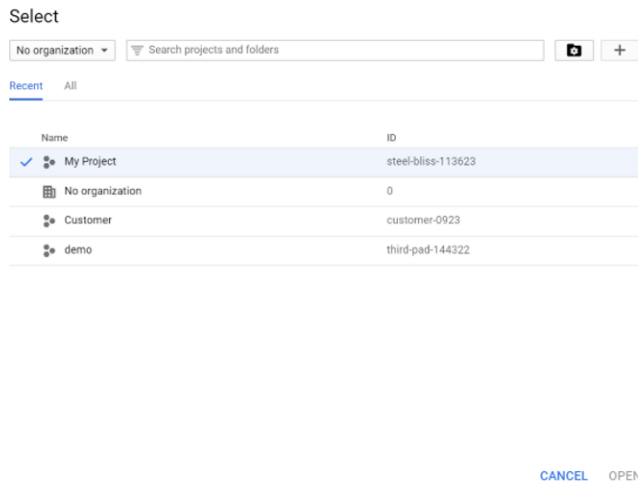 Select
No organization Search projects and folders
Recent All
Name ID
My Project steel-bliss-113623
No organization 0
Customer customer-0923
demo third-pad-144322
CANCEL OPEN